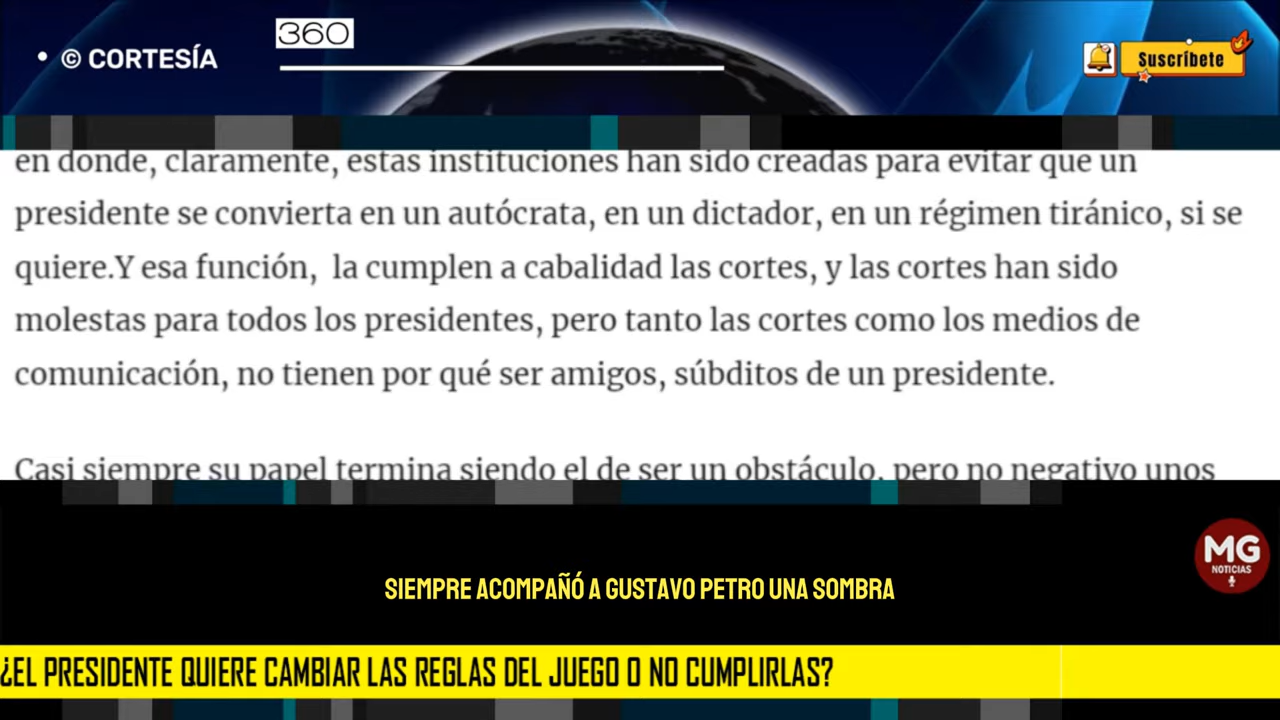 • © CORTESÍA
360
Suscríbete
en donde, claramente, estas instituciones han sido creadas para evitar que un
presidente se convierta en un autócrata, en un dictador, en un régimen tiránico, si se
quiere.Y esa función,  la cumplen a cabalidad las cortes, y las cortes han sido
molestas para todos los presidentes, pero tanto las cortes como los medios de
comunicación, no tienen por qué ser amigos, súbditos de un presidente.
Casi siempre su papel termina siendo el de ser un obstáculo, pero no negativo unos
MG
NOTICIAS
SIEMPRE ACOMPAÑÓ A GUSTAVO PETRO UNA SOMBRA
¿EL PRESIDENTE QUIERE CAMBIAR LAS REGLAS DEL JUEGO O NO CUMPLIRLAS?